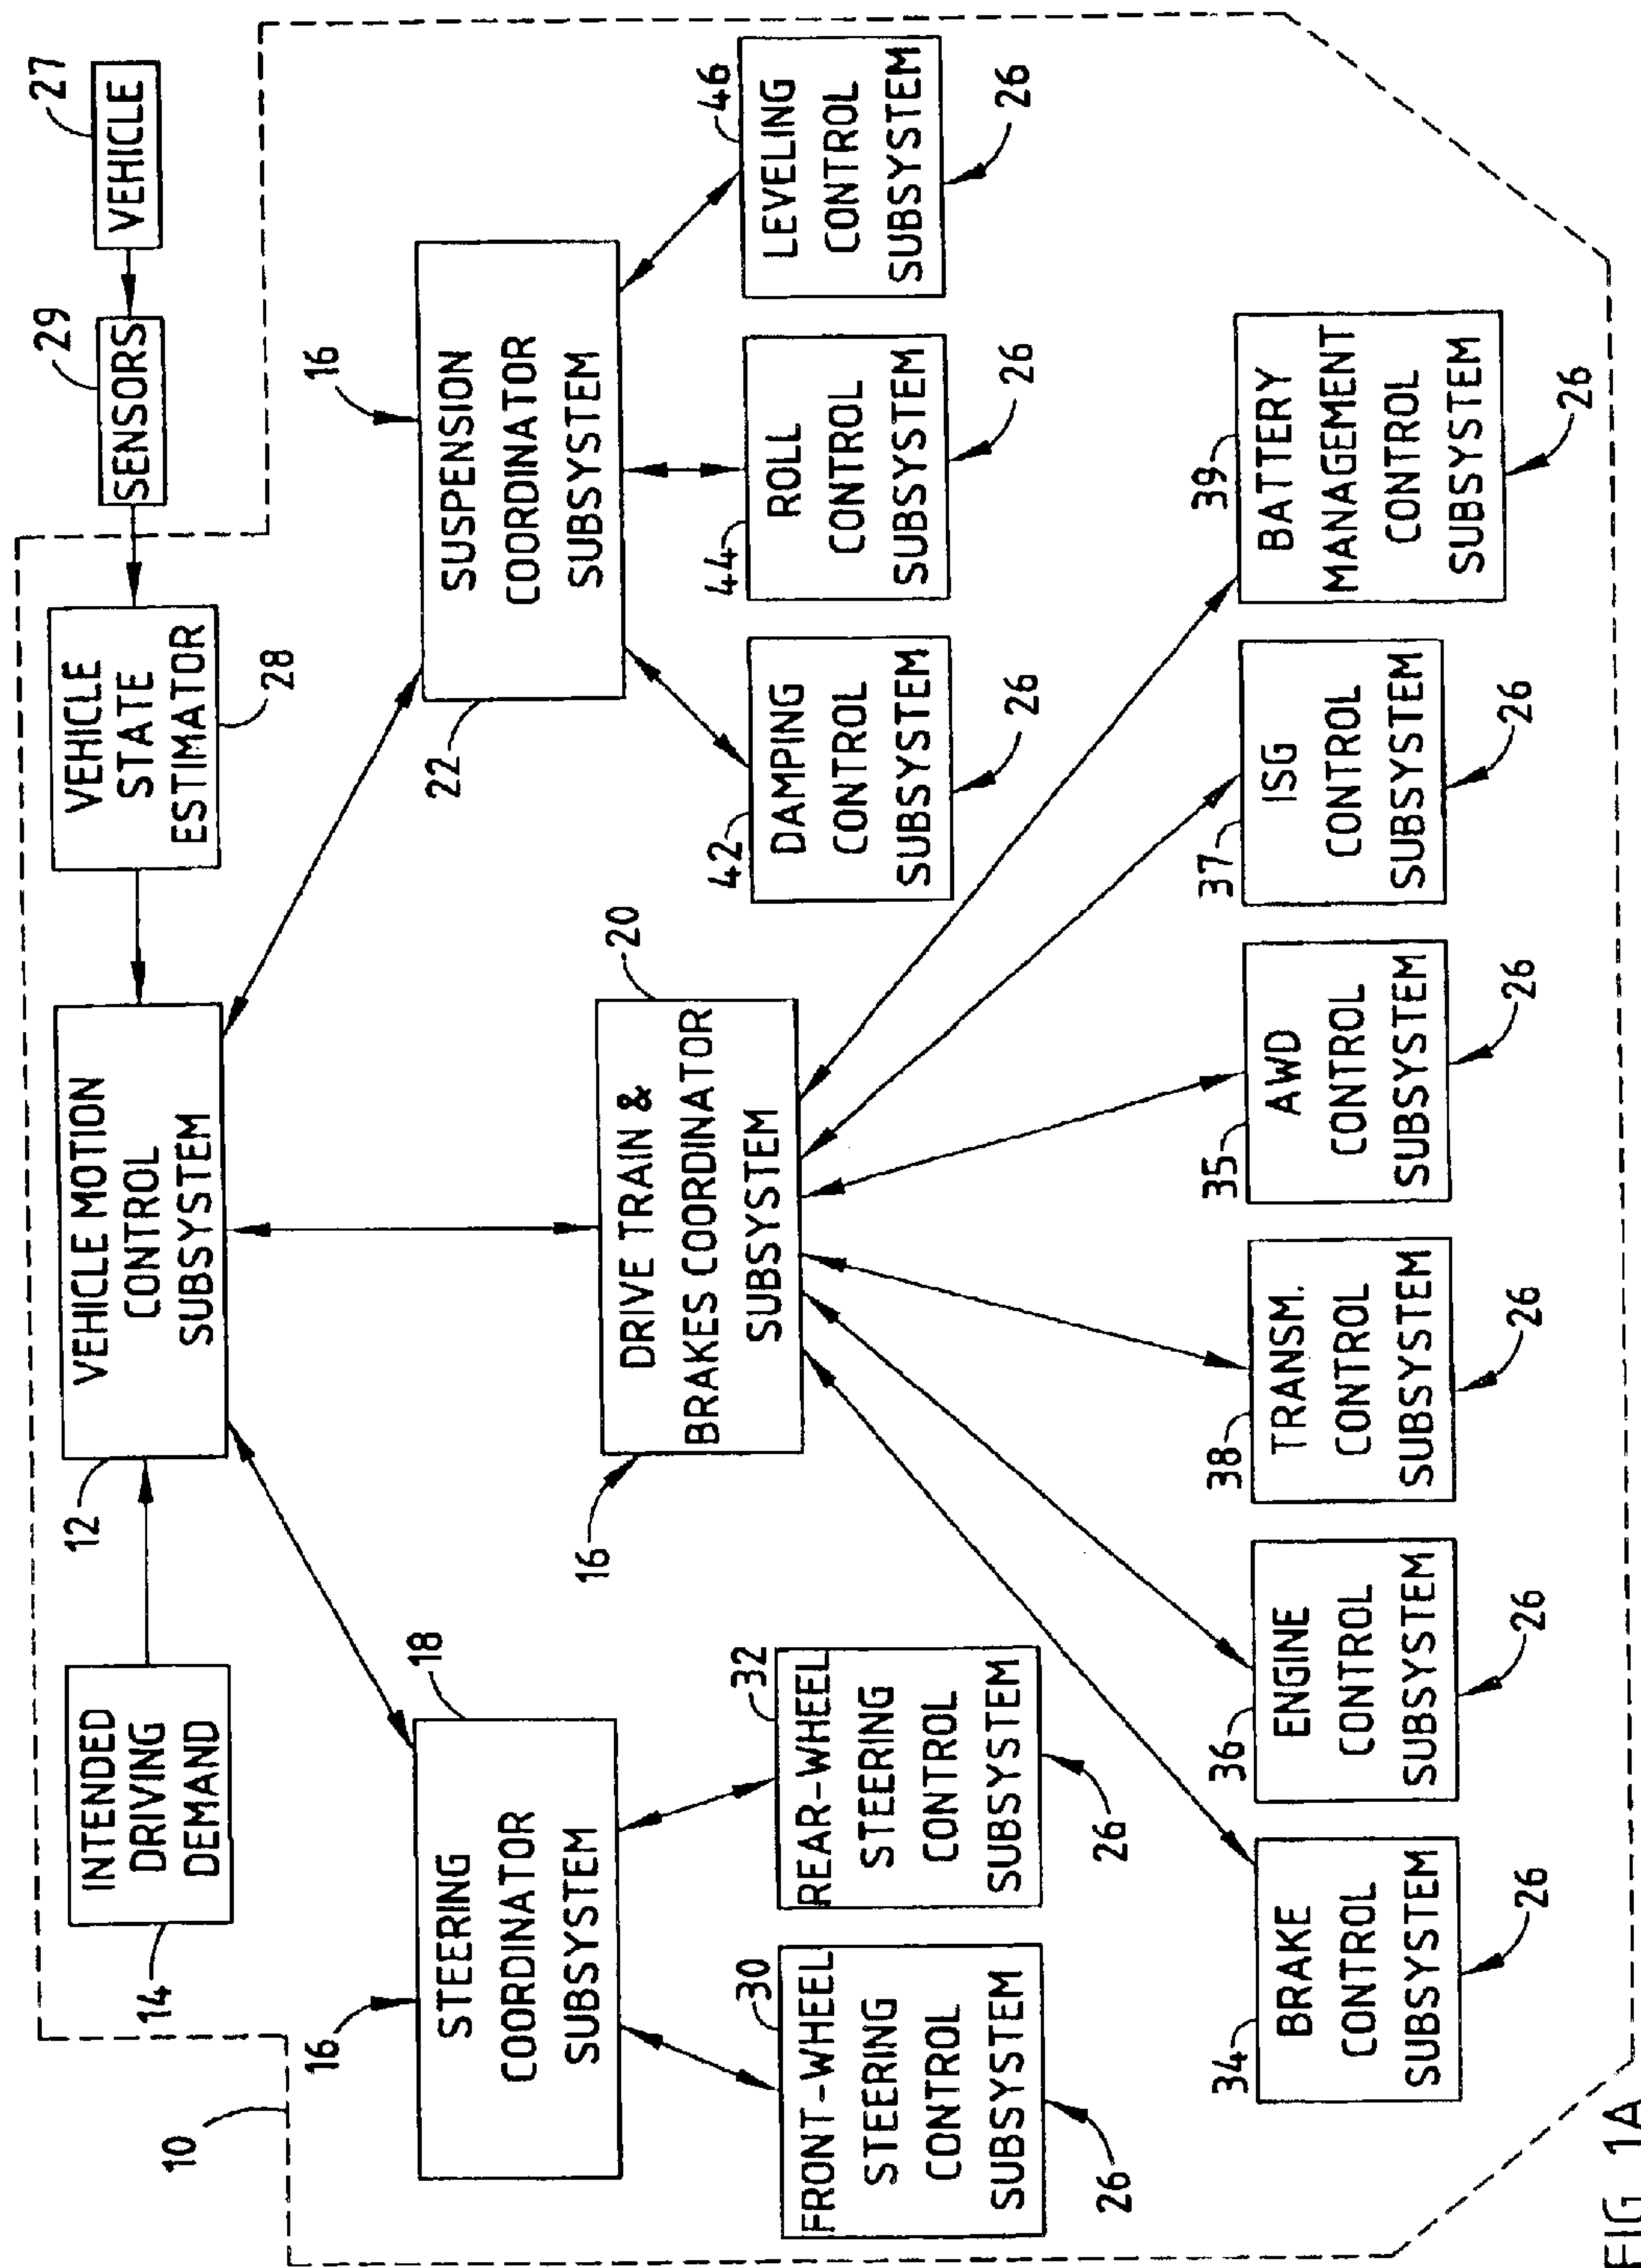 10
14
INTENDED
DRIVING
DEMAND
12
VEHICLE MOTION
CONTROL
SUBSYSTEM
VEHICLE
STATE
ESTIMATOR
28
29
SENSORS
27
VEHICLE
16
18
STEERING
COORDINATOR
SUBSYSTEM
16
20
DRIVE TRAIN &
BRAKES COORDINATOR
SUBSYSTEM
22
16
SUSPENSION
COORDINATOR
SUBSYSTEM
30
FRONT-WHEEL
STEERING
CONTROL
SUBSYSTEM
26
32
REAR-WHEEL
STEERING
CONTROL
SUBSYSTEM
26
42
DAMPING
CONTROL
SUBSYSTEM
26
44
ROLL
CONTROL
SUBSYSTEM
26
46
LEVELING
CONTROL
SUBSYSTEM
26
34
BRAKE
CONTROL
SUBSYSTEM
26
36
ENGINE
CONTROL
SUBSYSTEM
26
38
TRANSM.
CONTROL
SUBSYSTEM
26
35
AWD
CONTROL
SUBSYSTEM
26
37
ISG
CONTROL
SUBSYSTEM
26
39
BATTERY
MANAGEMENT
CONTROL
SUBSYSTEM
26
FIG 1A